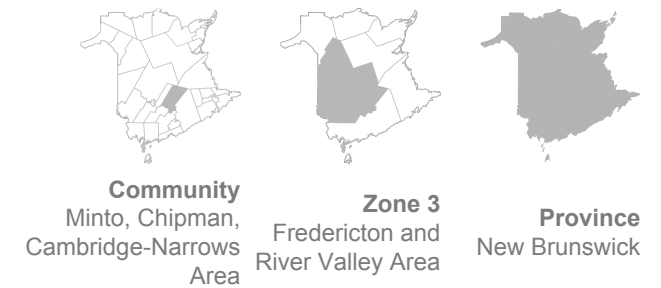 Community
Minto, Chipman,
Cambridge-Narrows
Area
Zone 3
Fredericton and
River Valley Area
Province
New Brunswick